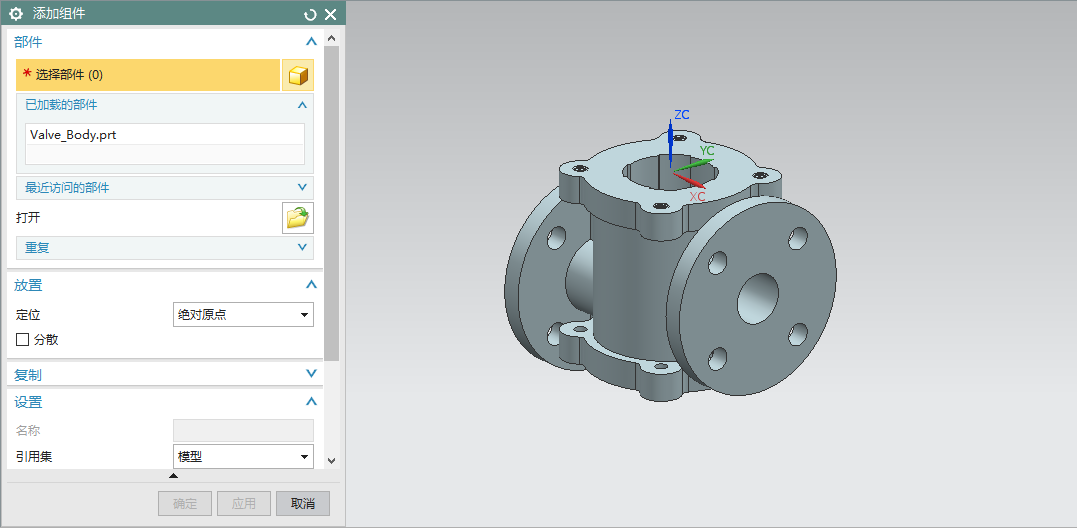 添加组件
部件
* 选择部件 (0)
已加载的部件
Valve_Body.prt
最近访问的部件
打开
重复
放置
定位 绝对原点
分散
复制
设置
名称
引用集 模型
确定 应用 取消
ZC
YC
XC